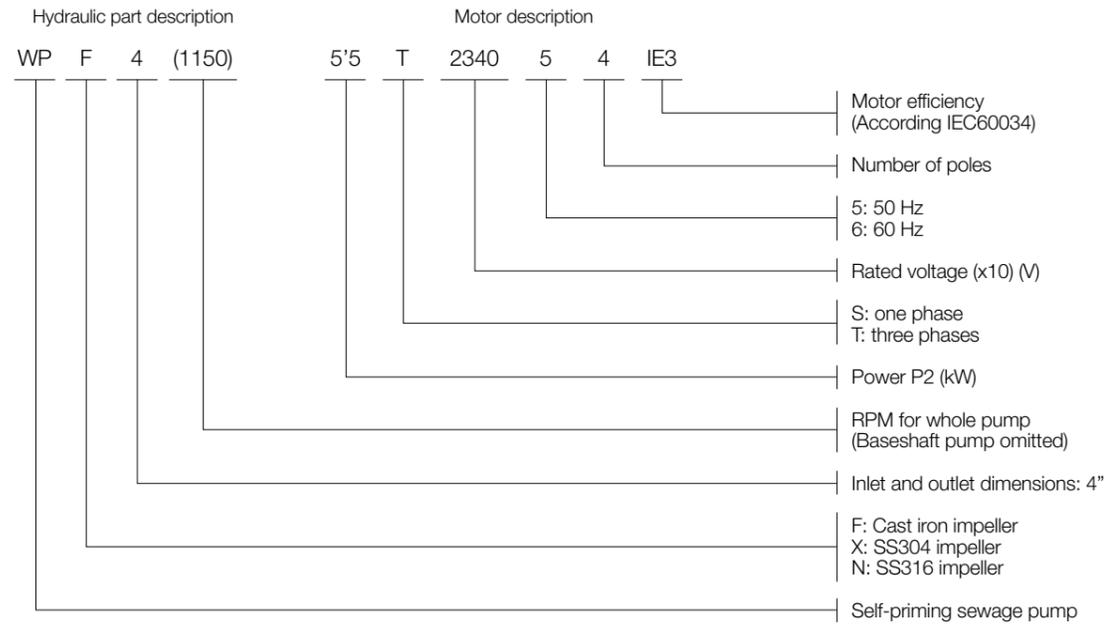 Hydraulic part description
Motor description
WP F 4 (1150) 5'5 T 2340 5 4 IE3
Motor efficiency
(According IEC60034)
Number of poles
5: 50 Hz
6: 60 Hz
Rated voltage (x10) (V)
S: one phase
T: three phases
Power P2 (kW)
RPM for whole pump
(Baseshaft pump omitted)
Inlet and outlet dimensions: 4”
F: Cast iron impeller
X: SS304 impeller
N: SS316 impeller
Self-priming sewage pump